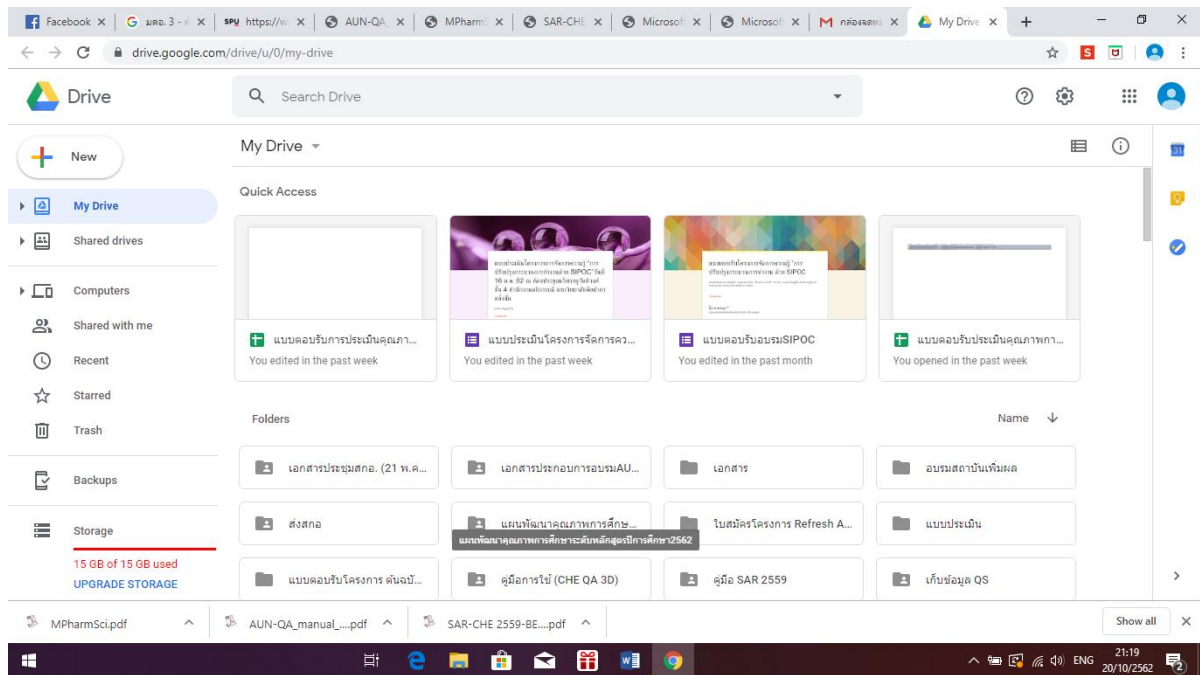 Facebook
มคอ. 3 -
SPU https://w
AUN-QA_
MPharmS
SAR-CHE
Microsoft
Microsoft
My Drive
drive.google.com/drive/u/0/my-drive
Drive
Search Drive
New
My Drive
31
Quick Access
My Drive
Shared drives
Computers
Shared with me
Recent
Starred
Trash
Backups
Storage
15 GB of 15 GB used
UPGRADE STORAGE
แบบตอบรับการประเมินคุณภา...
You edited in the past week
แบบประเมินโครงการจัดการคว...
You edited in the past week
แบบตอบรับอบรมSIPOC
You edited in the past month
แบบตอบรับประเมินคุณภาพกา...
You opened in the past week
Folders
Name
เอกสารประชุมสกอ. (21 พ.ค...
เอกสารประกอบการอบรมAU...
เอกสาร
อบรมสถาบันเพิ่มผล
ส่งสกอ
แผนพัฒนาคุณภาพการศึกษ...
ใบสมัครโครงการ Refresh A...
แบบประเมิน
แผนพัฒนาคุณภาพการศึกษาระดับหลักสูตรปีการศึกษา2562
แบบตอบรับโครงการ ต้นฉบั...
คู่มือการใช้ (CHE QA 3D)
คู่มือ SAR 2559
เก็บข้อมูล QS
MPharmSci.pdf
AUN-QA_manual_....pdf
SAR-CHE 2559-BE....pdf
Show all
ENG
21:19
20/10/2562
2